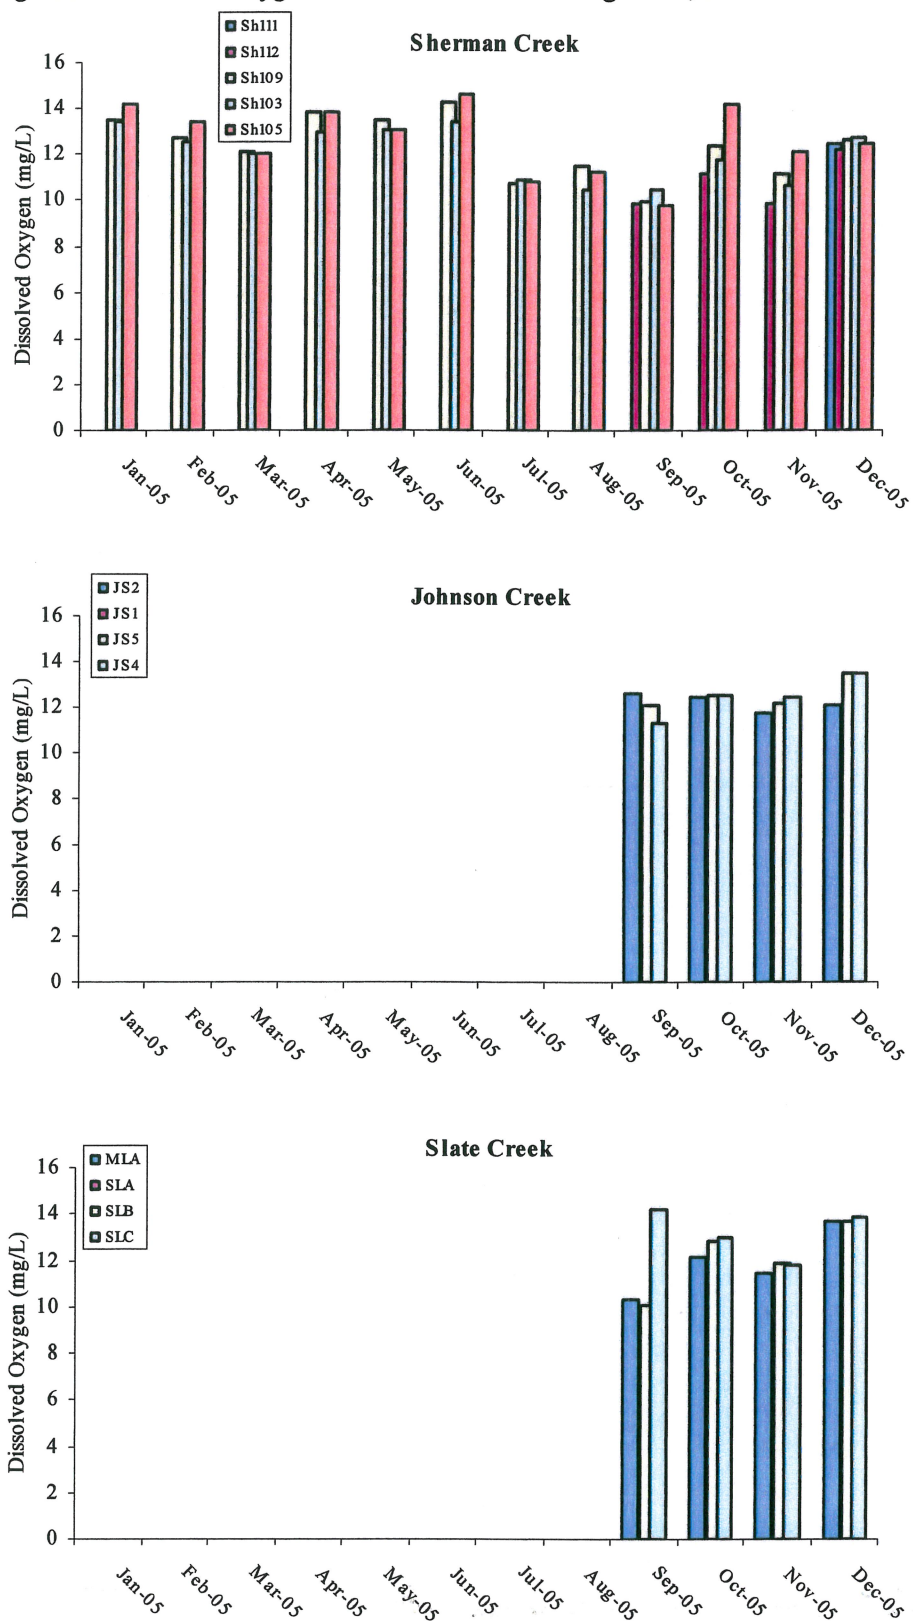 Sherman Creek
Sh111
Sh112
Sh109
Sh103
Sh105
Dissolved Oxygen (mg/L)
16
14
12
10
8
6
4
2
0
Jan-05
Feb-05
Mar-05
Apr-05
May-05
Jun-05
Jul-05
Aug-05
Sep-05
Oct-05
Nov-05
Dec-05
Johnson Creek
JS2
JS1
JS5
JS4
Dissolved Oxygen (mg/L)
16
14
12
10
8
6
4
2
0
Jan-05
Feb-05
Mar-05
Apr-05
May-05
Jun-05
Jul-05
Aug-05
Sep-05
Oct-05
Nov-05
Dec-05
Slate Creek
MLA
SLA
SLB
SLC
Dissolved Oxygen (mg/L)
16
14
12
10
8
6
4
2
0
Jan-05
Feb-05
Mar-05
Apr-05
May-05
Jun-05
Jul-05
Aug-05
Sep-05
Oct-05
Nov-05
Dec-05